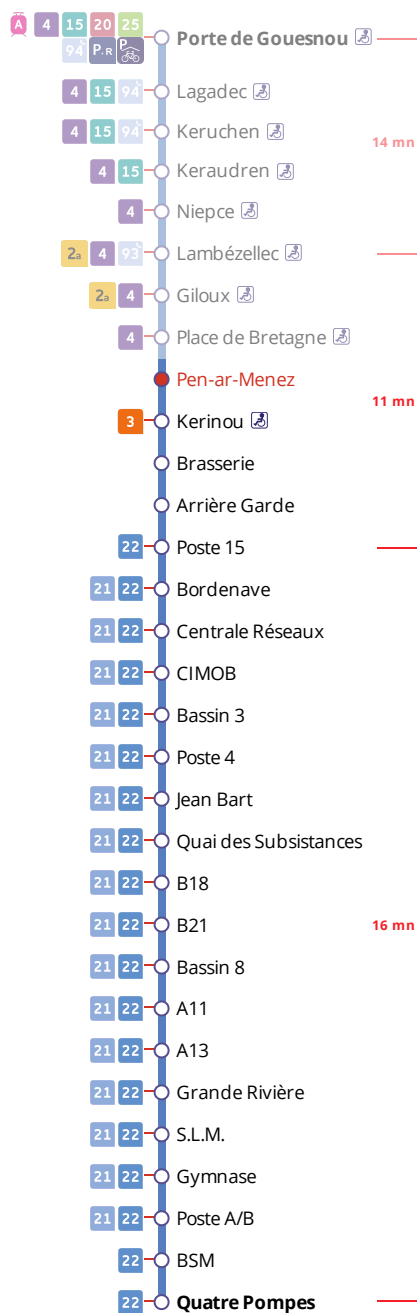 A 4 15 20 25
94 P+R P
Porte de Gouesnou
4 15 94 Lagadec
4 15 94 Keruchen
14 mn
4 15 Keraudren
4 Niepce
2a 4 93 Lambézellec
2a 4 Giloux
4 Place de Bretagne
Pen-ar-Menez
11 mn
3 Kerinou
Brasserie
Arrière Garde
22 Poste 15
21 22 Bordenave
21 22 Centrale Réseaux
21 22 CIMOB
21 22 Bassin 3
21 22 Poste 4
21 22 Jean Bart
21 22 Quai des Subsistances
21 22 B18
21 22 B21
16 mn
21 22 Bassin 8
21 22 A11
21 22 A13
21 22 Grande Rivière
21 22 S.L.M.
21 22 Gymnase
21 22 Poste A/B
22 BSM
22 Quatre Pompes